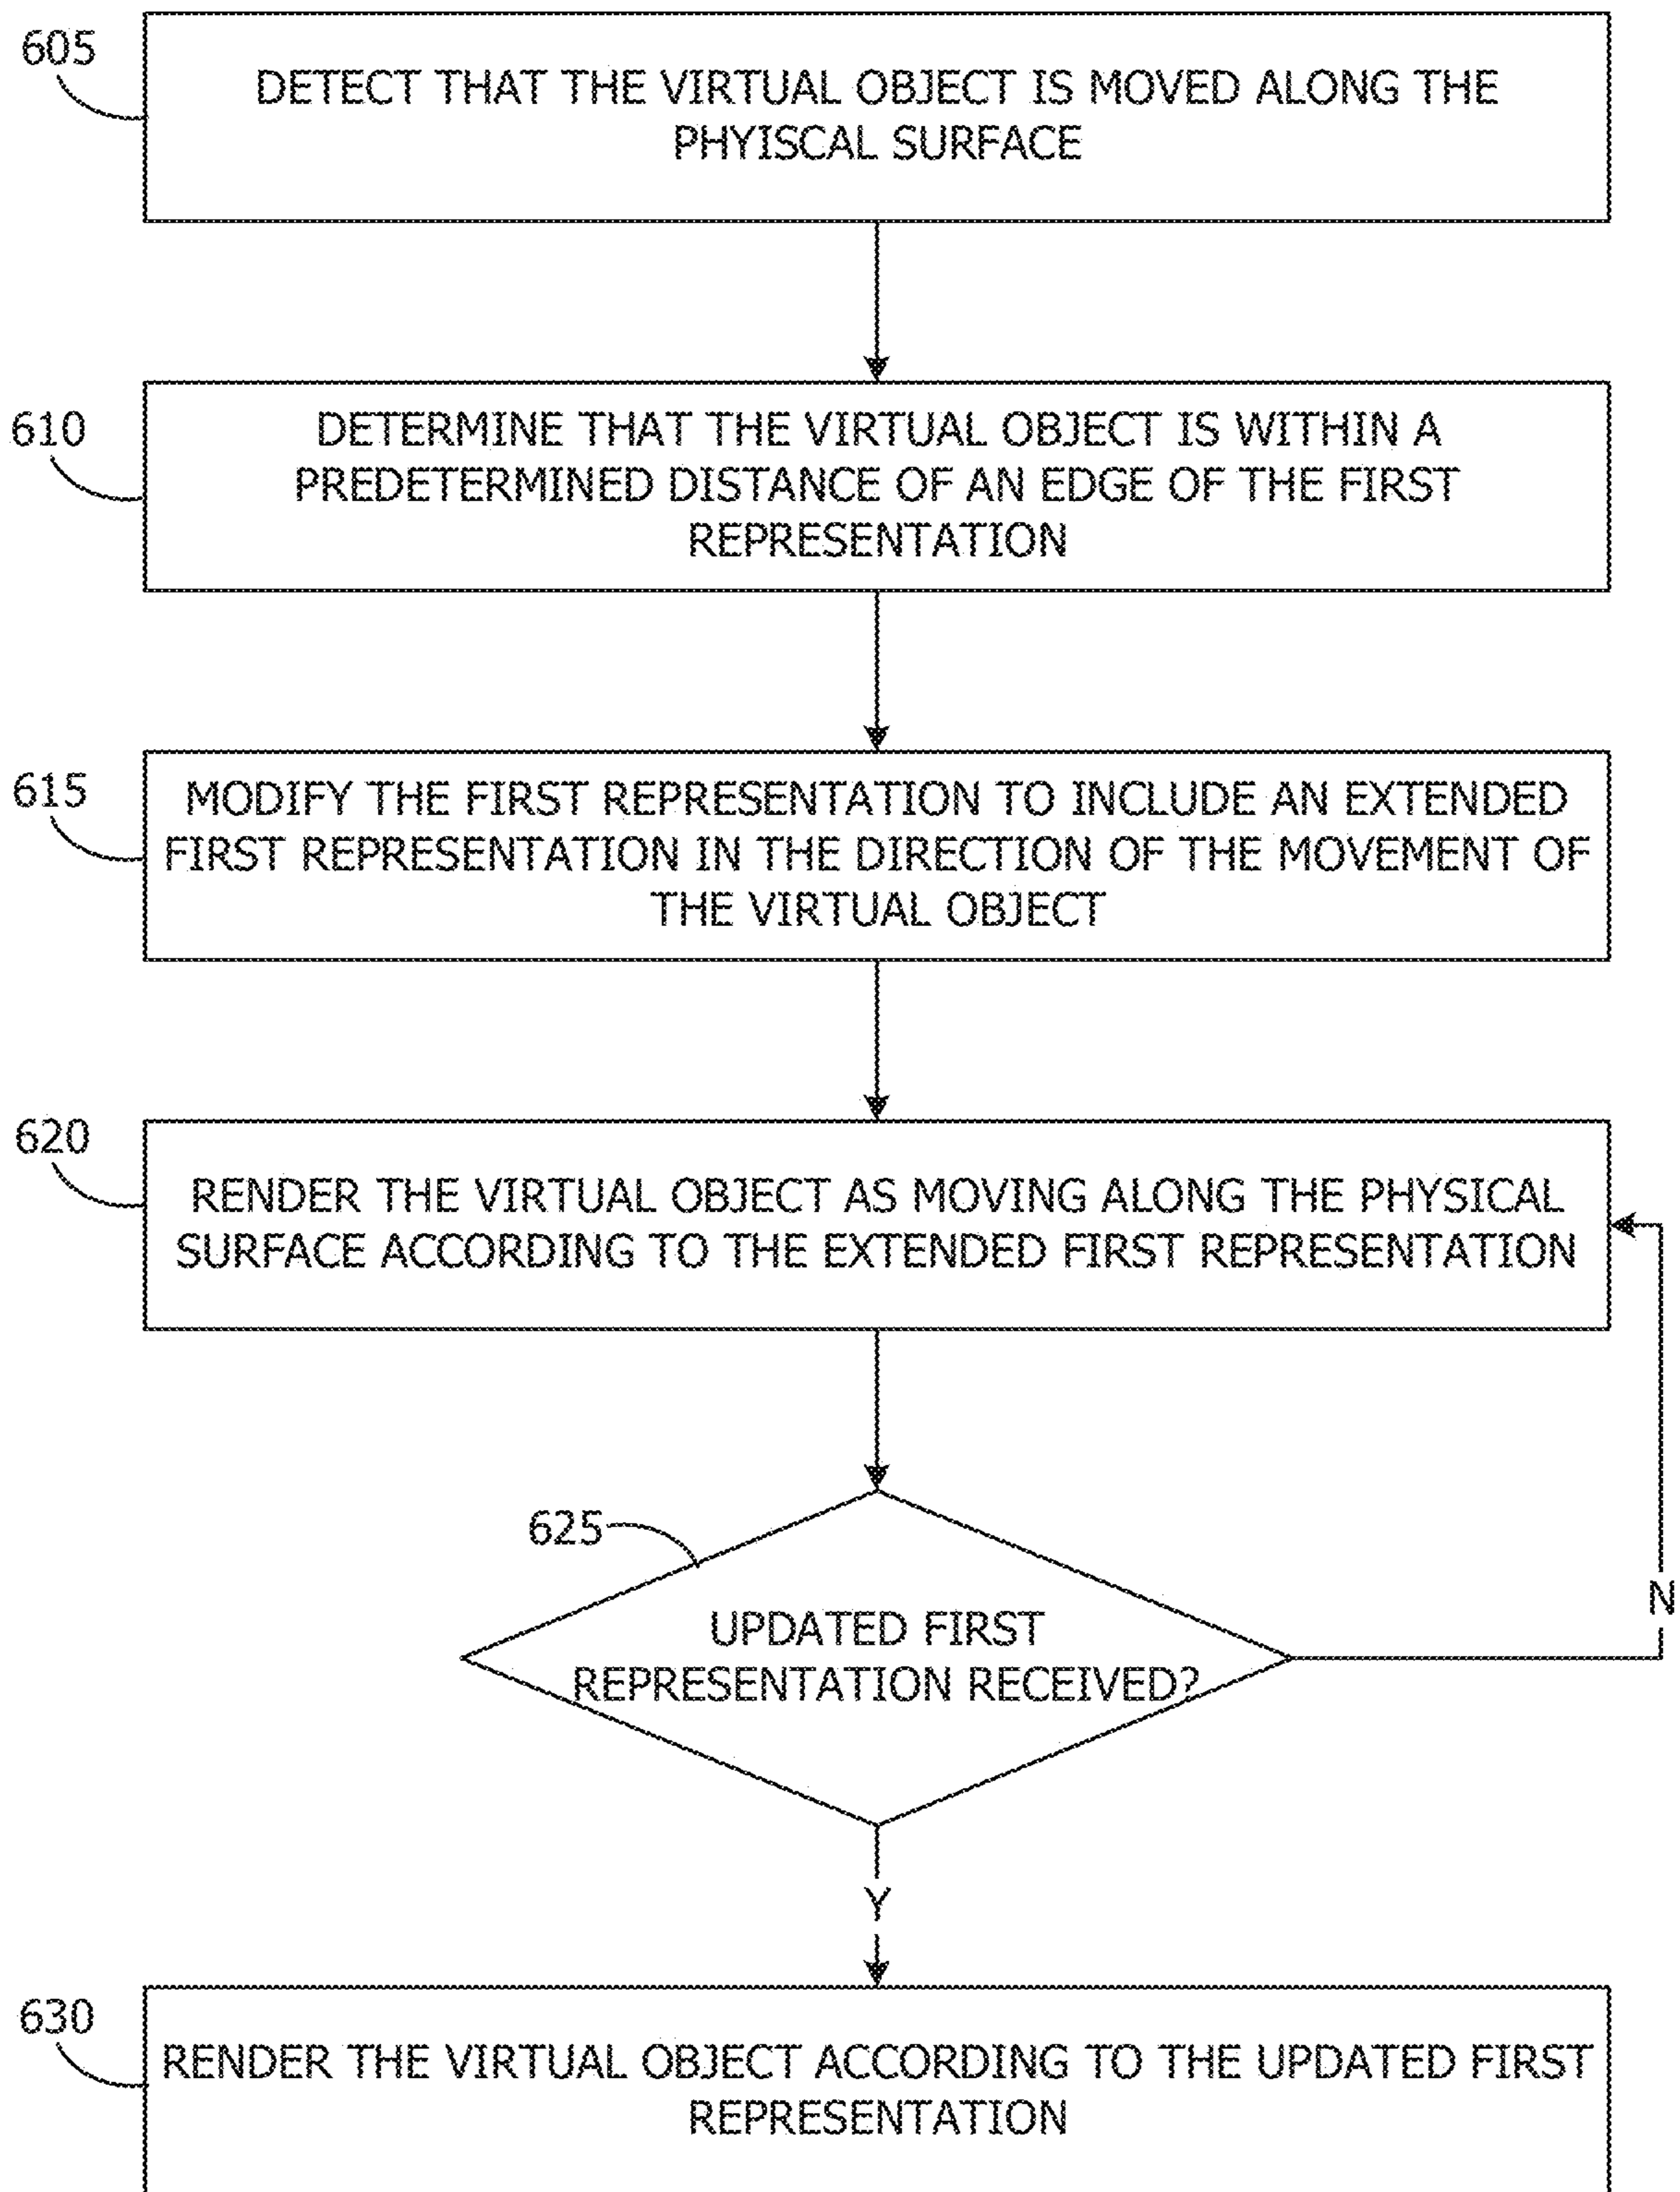 605
DETECT THAT THE VIRTUAL OBJECT IS MOVED ALONG THE
PHYISCAL SURFACE
610
DETERMINE THAT THE VIRTUAL OBJECT IS WITHIN A
PREDETERMINED DISTANCE OF AN EDGE OF THE FIRST
REPRESENTATION
615
MODIFY THE FIRST REPRESENTATION TO INCLUDE AN EXTENDED
FIRST REPRESENTATION IN THE DIRECTION OF THE MOVEMENT OF
THE VIRTUAL OBJECT
620
RENDER THE VIRTUAL OBJECT AS MOVING ALONG THE PHYSICAL
SURFACE ACCORDING TO THE EXTENDED FIRST REPRESENTATION
625
UPDATED FIRST
REPRESENTATION RECEIVED?
N
Y
630
RENDER THE VIRTUAL OBJECT ACCORDING TO THE UPDATED FIRST
REPRESENTATION